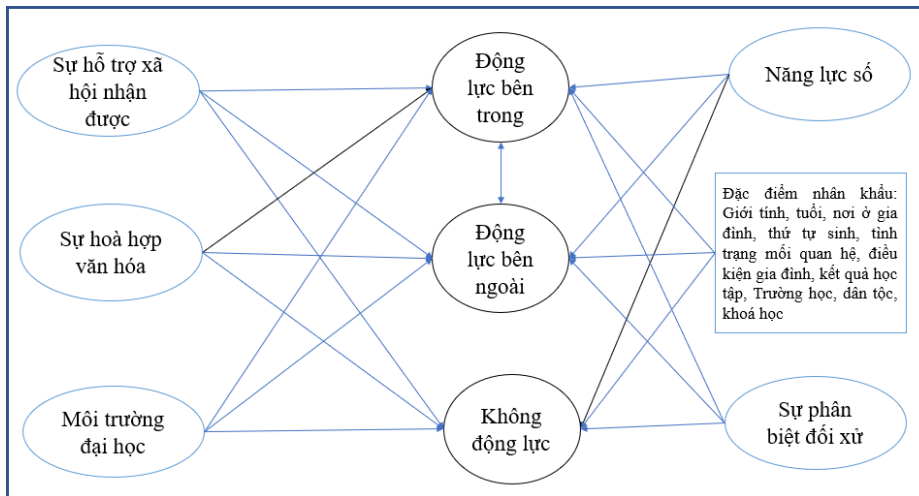 Sự hỗ trợ xã
hội nhận
được
Động
lực bên
trong
Năng lực số
Sự hoà hợp
văn hóa
Động
lực bên
ngoài
Đặc điểm nhân khẩu:
Giới tính, tuổi, nơi ở gia
đình, thứ tự sinh, tình
trạng mối quan hệ, điều
kiện gia đình, kết quả học
tập, Trường học, dân tộc,
khoá học
Môi trường
đại học
Không
động lực
Sự phân
biệt đối xử